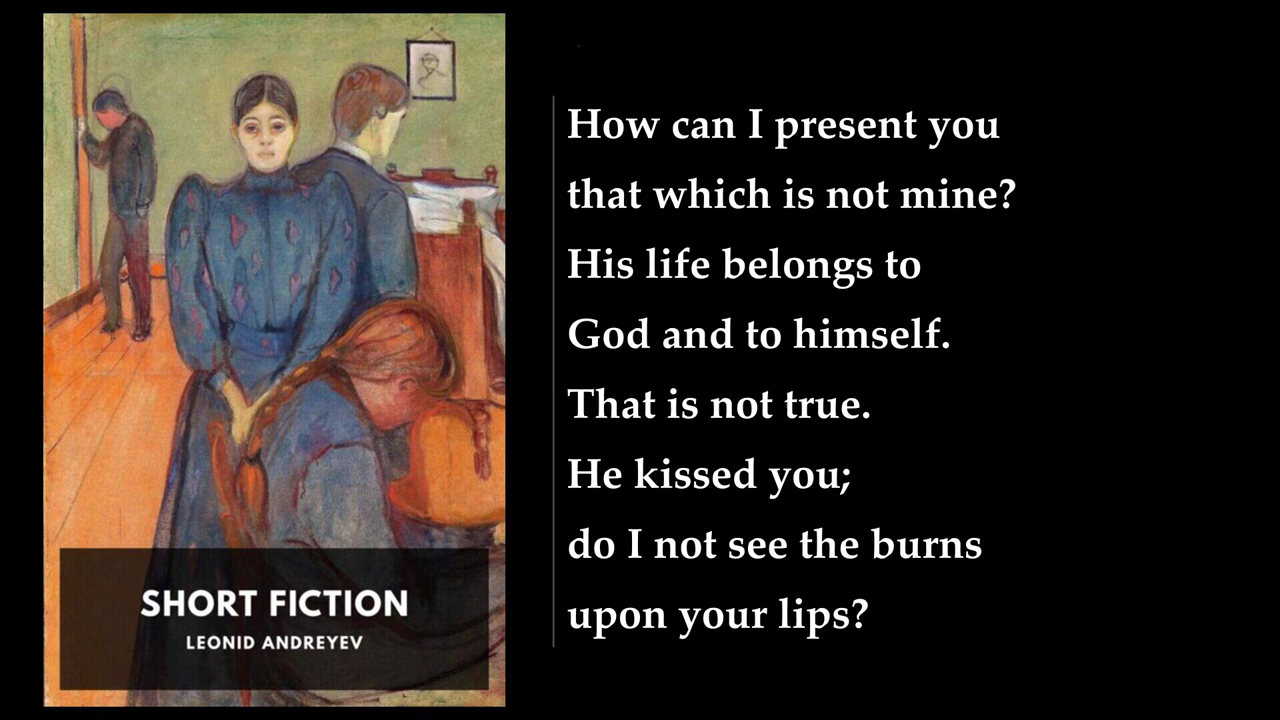 SHORT FICTION
LEONID ANDREYEV
How can I present you
that which is not mine?
His life belongs to
God and to himself.
That is not true.
He kissed you;
do I not see the burns
upon your lips?